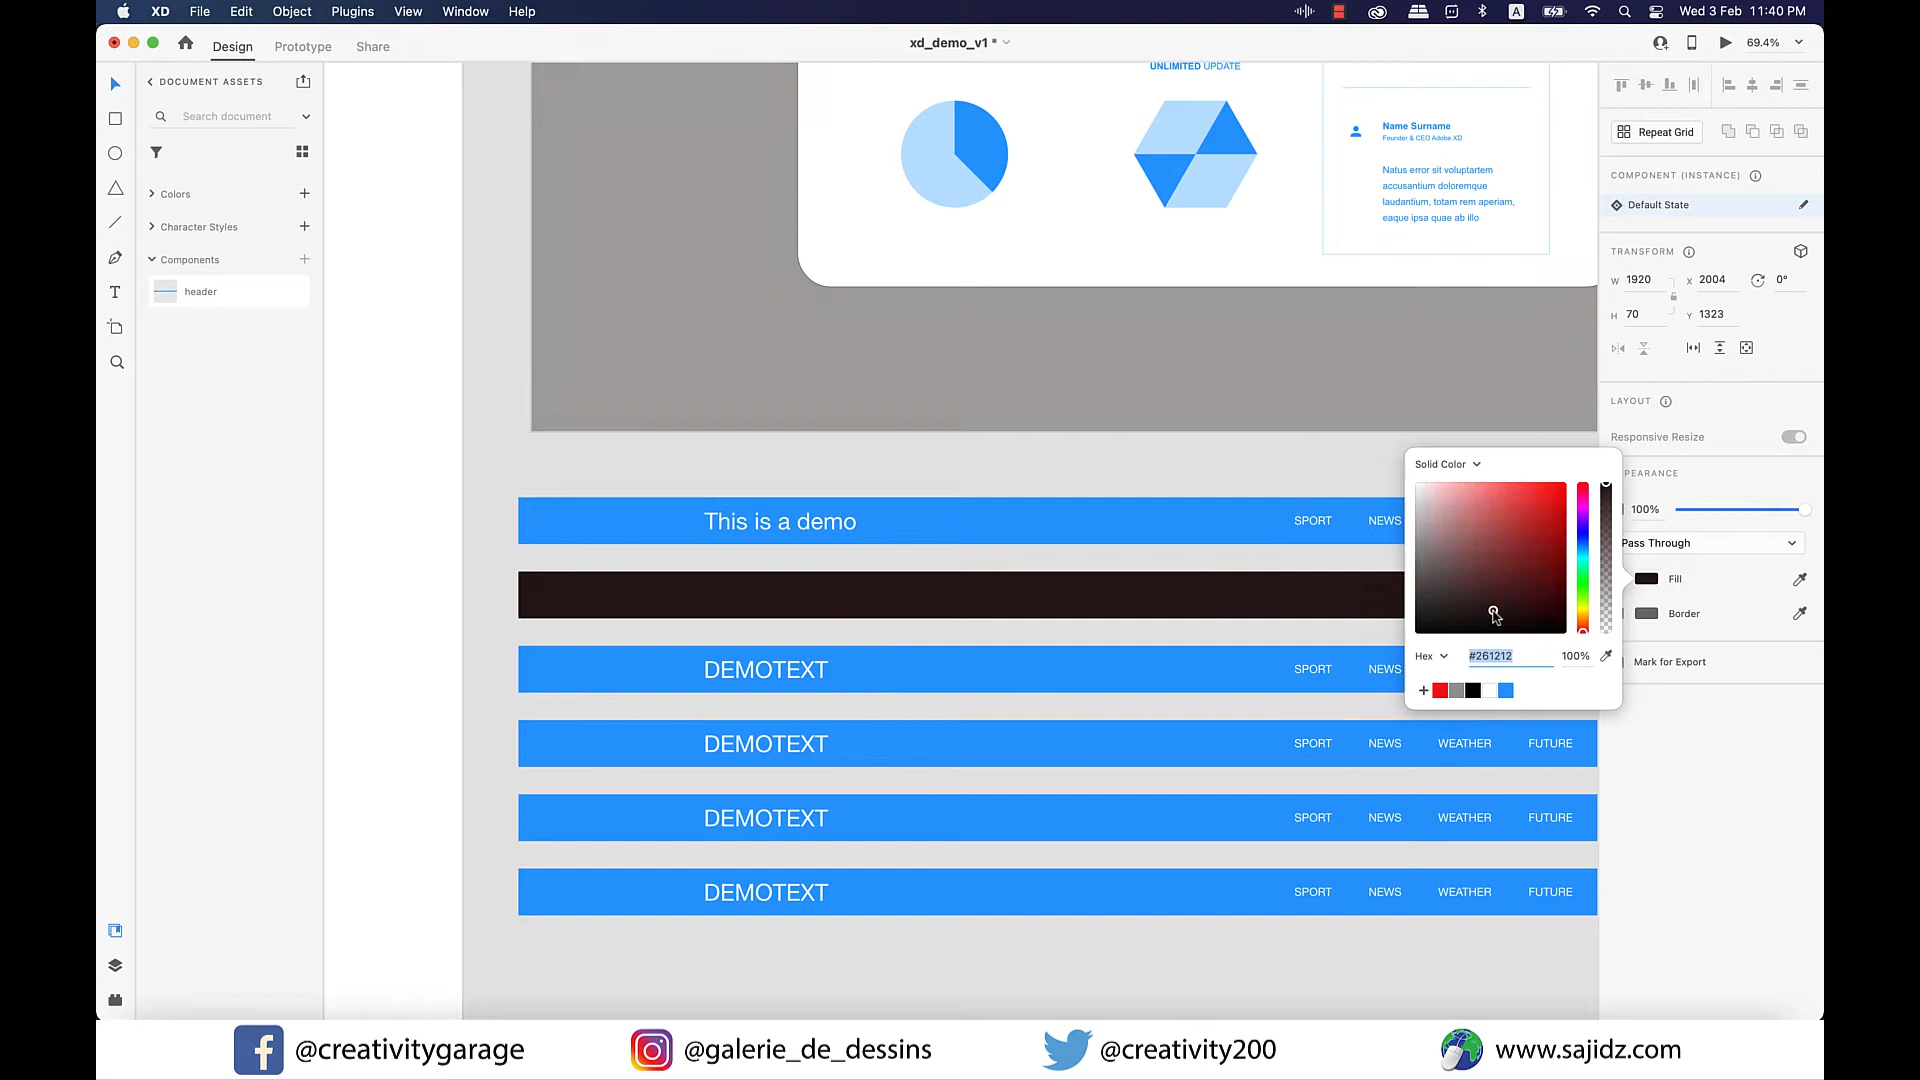 XD File Edit Object Plugins View Window Help
A Wed 3 Feb 11:40 PM
Design Prototype Share
xd_demo_v1 *
69.4%
DOCUMENT ASSETS
Search document
Colors
Character Styles
Components
header
UNLIMITED UPDATE
Name Surname
Founder & CEO Adobe XD
Natus error sit voluptartem
accusantium doloremque
laudantium, totam rem aperiam,
eaque ipsa quae ab illo
This is a demo
SPORT NEWS
DEMOTEXT
SPORT NEWS
DEMOTEXT
SPORT NEWS WEATHER FUTURE
DEMOTEXT
SPORT NEWS WEATHER FUTURE
DEMOTEXT
SPORT NEWS WEATHER FUTURE
Solid Color
Hex #261212 100%
Repeat Grid
COMPONENT (INSTANCE)
Default State
TRANSFORM
W 1920 X 2004 0°
H 70 Y 1323
LAYOUT
Responsive Resize
PEARANCE
100%
Pass Through
Fill
Border
Mark for Export
@creativitygarage
@galerie_de_dessins
@creativity200
www.sajidz.com